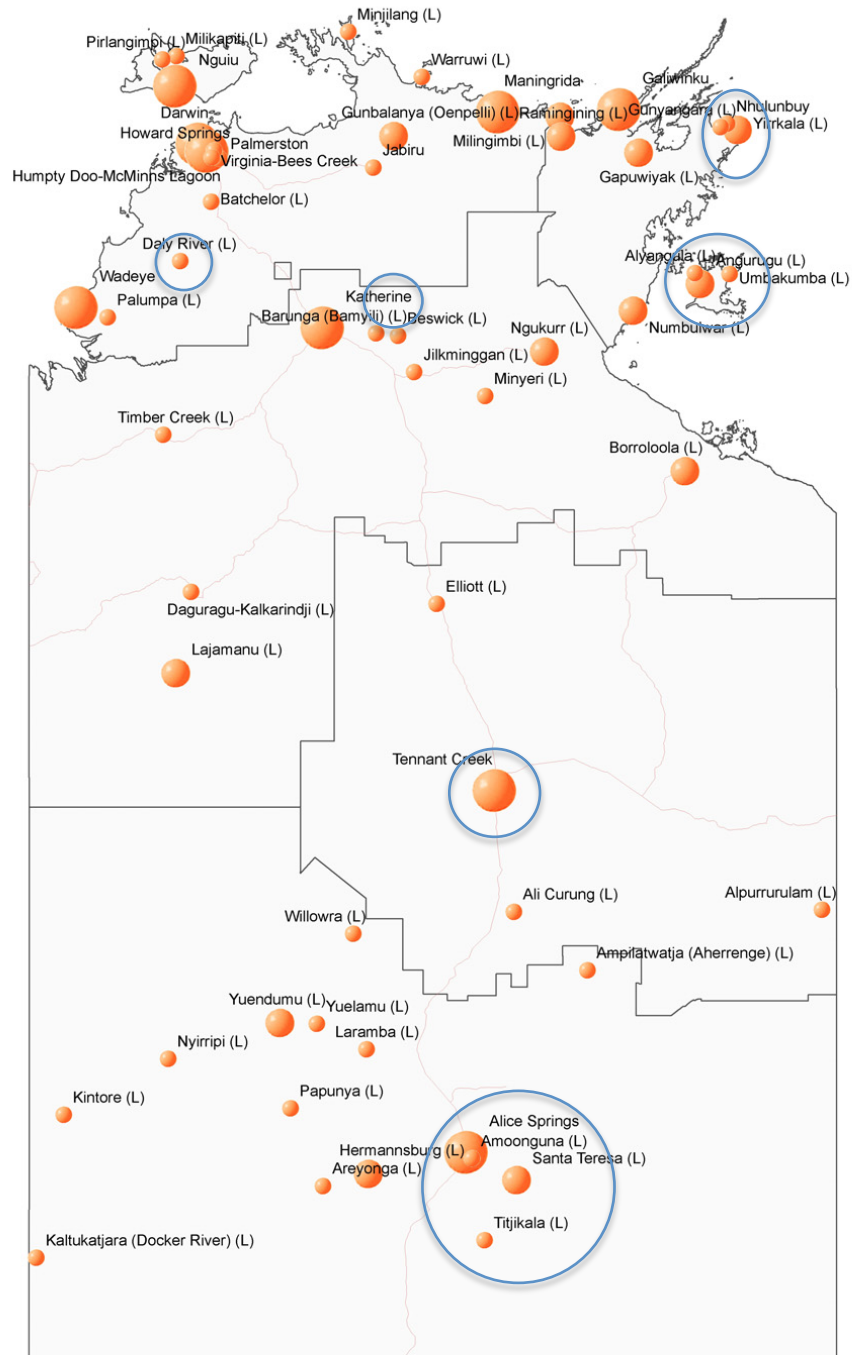 Minjilang (L)
Pirlangimpi (L)
Milikapiti (L)
Nguiu
Warruwi (L)
Maningrida
Galiwinku
Darwin
Gunbalanya (Oenpelli) (L)
Ramingining (L)
Gunyangara (L)
Nhulunbuy
Yirrkala (L)
Howard Springs
Palmerston
Milingimbi (L)
Virginia-Bees Creek
Jabiru
Gapuwiyak (L)
Humpty Doo-McMinns Lagoon
Batchelor (L)
Daly River (L)
Alyangula (L)
Angurugu (L)
Umbakumba (L)
Wadeye
Palumpa (L)
Katherine
Barunga (Bamyili) (L)
Beswick (L)
Ngukurr (L)
Numbulwar (L)
Jilkminggan (L)
Minyeri (L)
Timber Creek (L)
Borroloola (L)
Elliott (L)
Daguragu-Kalkarindji (L)
Lajamanu (L)
Tennant Creek
Ali Curung (L)
Alpurrurulam (L)
Willowra (L)
Ampilatwatja (Aherrenge) (L)
Yuendumu (L)
Yuelamu (L)
Nyirripi (L)
Laramba (L)
Kintore (L)
Papunya (L)
Alice Springs
Amoonguna (L)
Hermannsburg (L)
Santa Teresa (L)
Areyonga (L)
Titjikala (L)
Kaltukatjara (Docker River) (L)